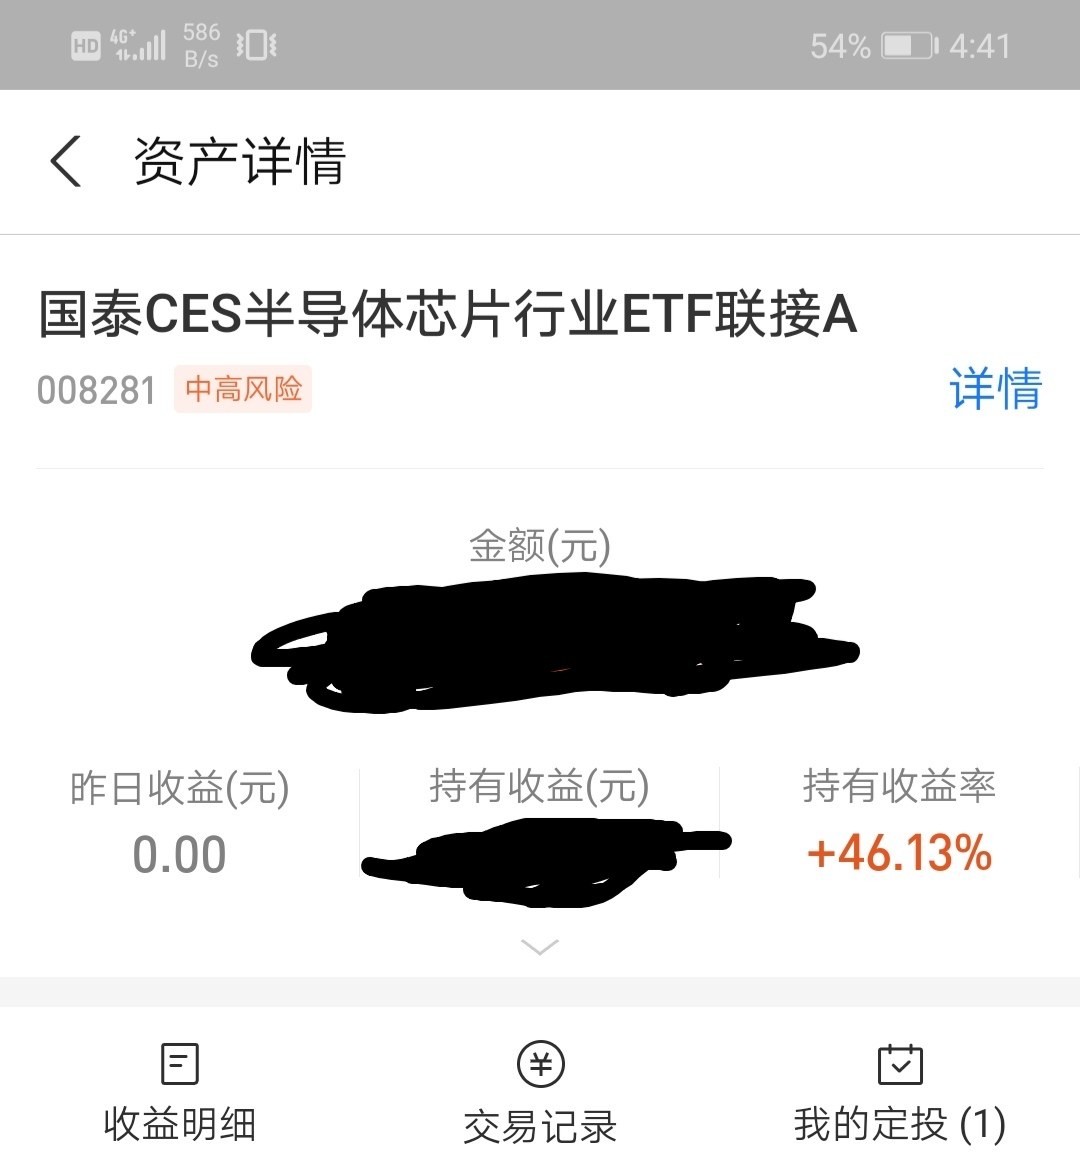 HD 4G+ 586 B/s 54% 4:41
资产详情
国泰CES半导体芯片行业ETF联接A
008281 中高风险 详情
金额(元)
昨日收益(元) 持有收益(元) 持有收益率
0.00 +46.13%
收益明细 交易记录 我的定投 (1)